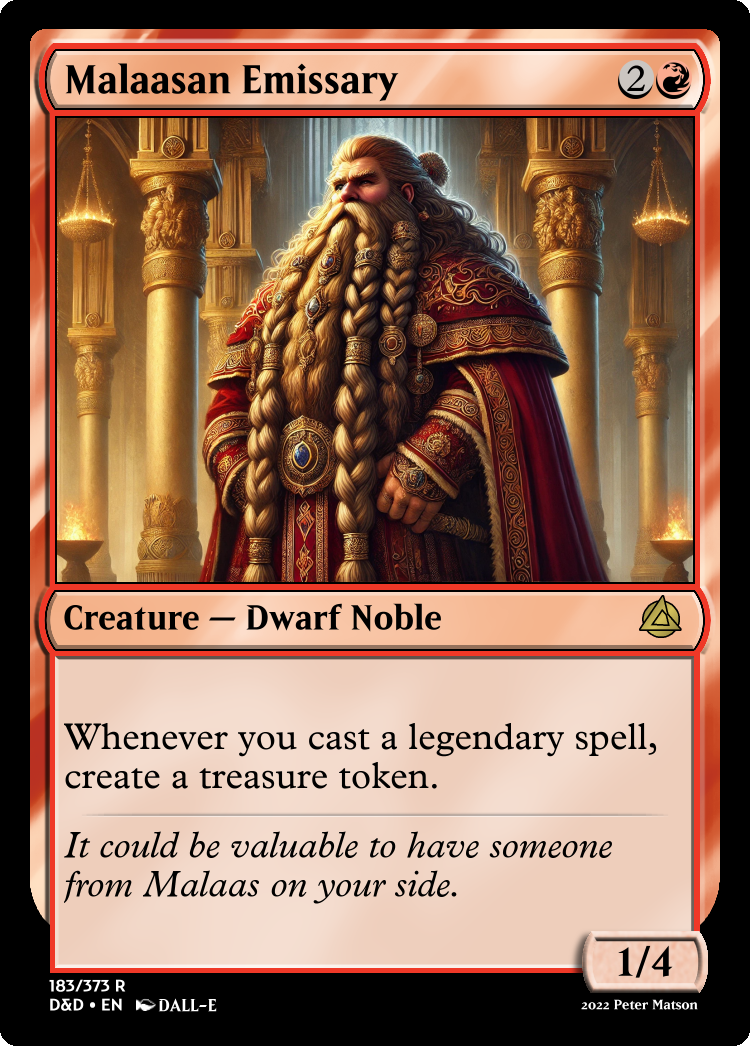 Malaasan Emissary 2
Creature — Dwarf Noble
Whenever you cast a legendary spell,
create a treasure token.
It could be valuable to have someone
from Malaas on your side.
1/4
183/373 R
D&D • EN DALL-E
2022 Peter Matson